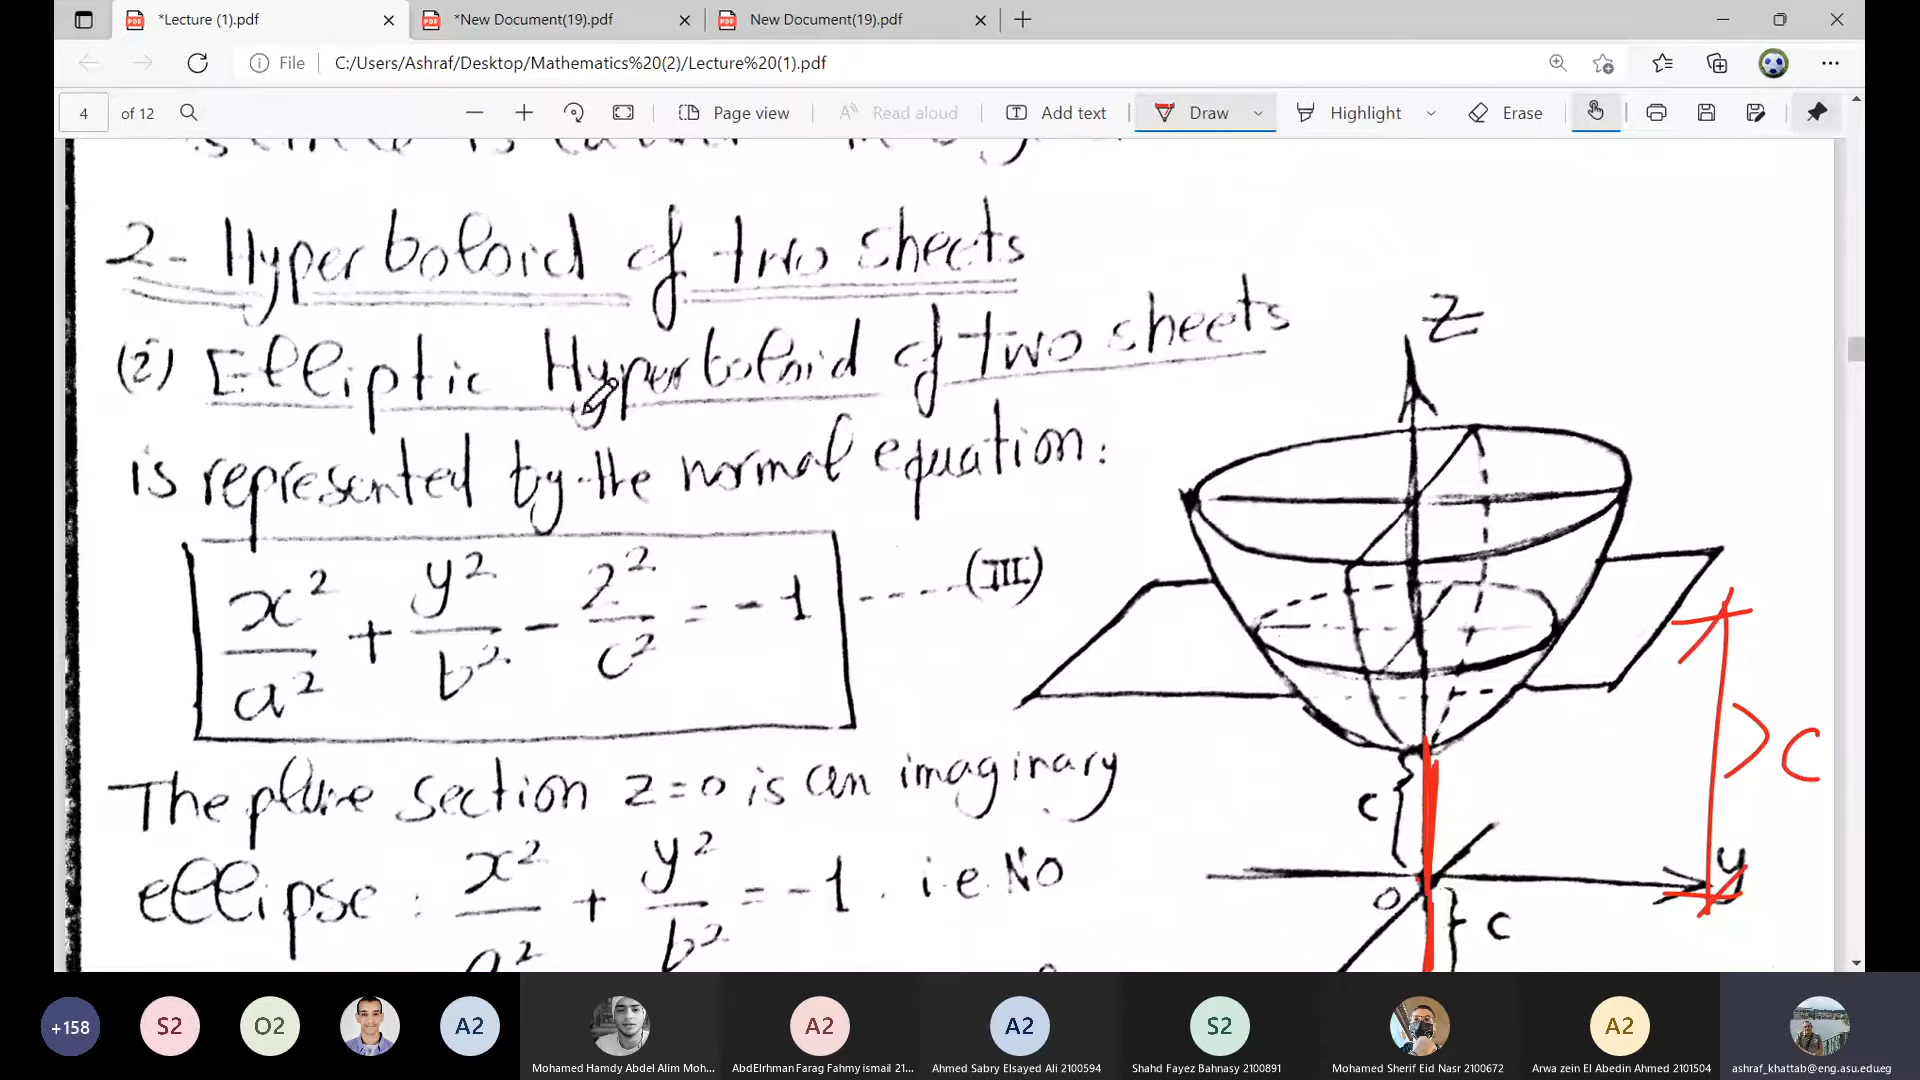 *Lecture (1).pdf
*New Document(19).pdf
New Document(19).pdf
File
C:/Users/Ashraf/Desktop/Mathematics%20(2)/Lecture%20(1).pdf
4 of 12
Page view
Read aloud
Add text
Draw
Highlight
Erase
2- Hyperboloid of two sheets
(i) Elliptic Hyperboloid of two sheets
is represented by the normal equation:
x²/a² + y²/b² - z²/c² = -1 ----(III)
The plane section z=0 is an imaginary
ellipse: x²/a² + y²/b² = -1. i.e. No
Z
> C
C
y
O
C
+158
S2
O2
A2
A2
A2
S2
A2
Mohamed Hamdy Abdel Alim Moh...
AbdElrhman Farag Fahmy ismail 21...
Ahmed Sabry Elsayed Ali 2100594
Shahd Fayez Bahnasy 2100891
Mohamed Sherif Eid Nasr 2100672
Arwa zein El Abedin Ahmed 2101504
ashraf_khattab@eng.asu.edu.eg